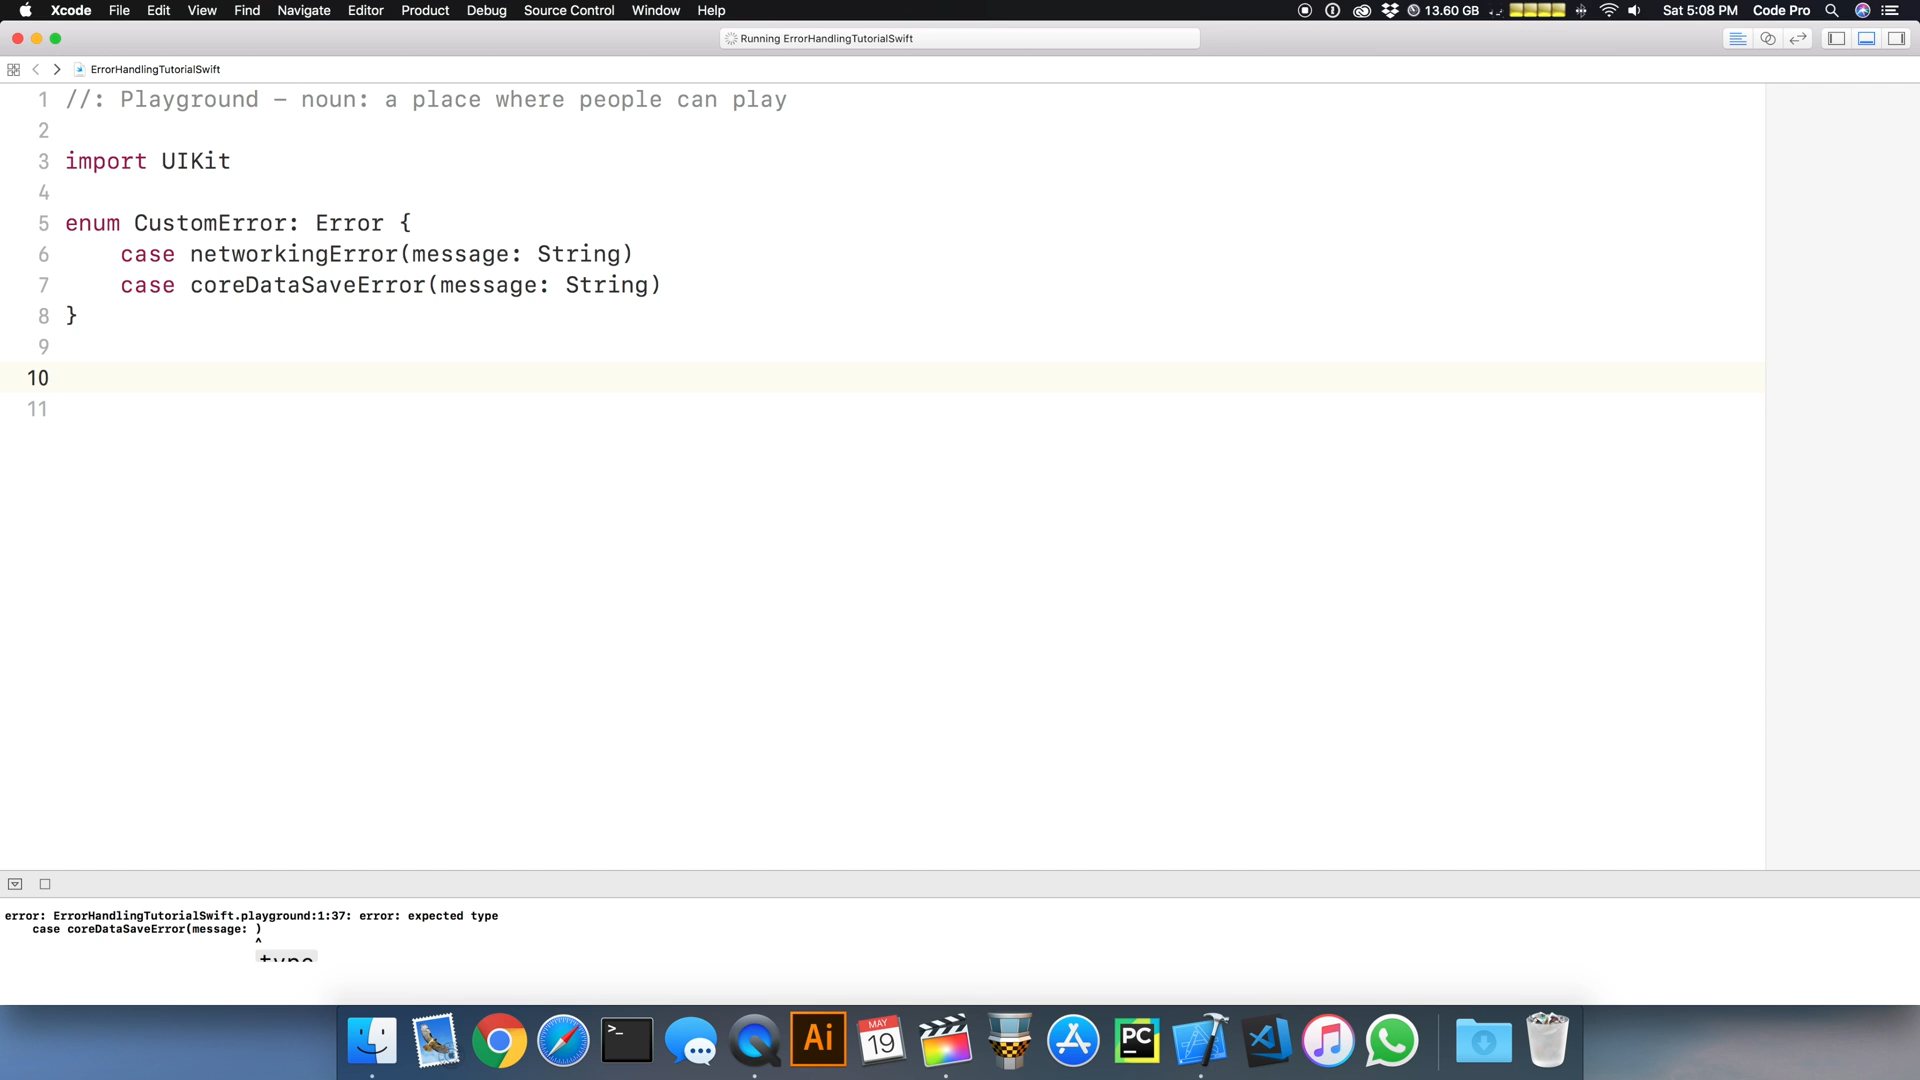 Xcode File Edit View Find Navigate Editor Product Debug Source Control Window Help 13.60 GB Sat 5:08 PM Code Pro
Running ErrorHandlingTutorialSwift
ErrorHandlingTutorialSwift
1 //: Playground – noun: a place where people can play
2
3 import UIKit
4
5 enum CustomError: Error {
6 case networkingError(message: String)
7 case coreDataSaveError(message: String)
8 }
9
10
11
error: ErrorHandlingTutorialSwift.playground:1:37: error: expected type
case coreDataSaveError(message: )
^
type
>_
Ai
MAY
19
PC